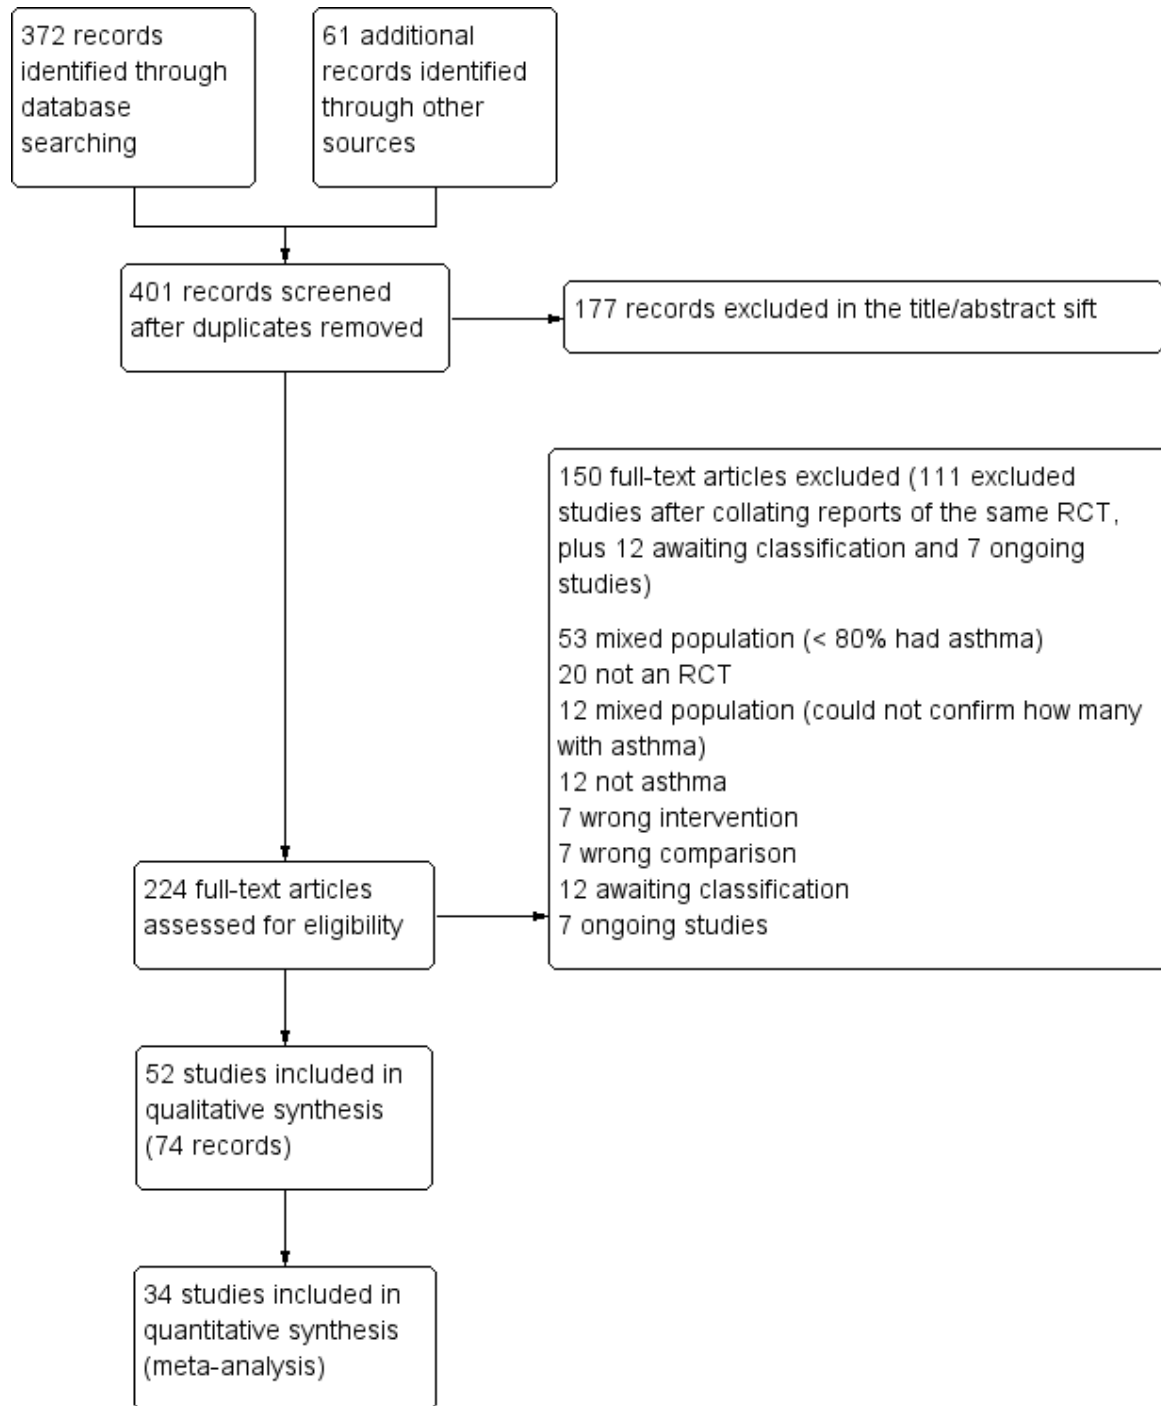 372 records
identified through
database
searching
61 additional
records identified
through other
sources
401 records screened
after duplicates removed
177 records excluded in the title/abstract sift
150 full-text articles excluded (111 excluded
studies after collating reports of the same RCT,
plus 12 awaiting classification and 7 ongoing
studies)
53 mixed population (< 80% had asthma)
20 not an RCT
12 mixed population (could not confirm how many
with asthma)
12 not asthma
7 wrong intervention
7 wrong comparison
12 awaiting classification
7 ongoing studies
224 full-text articles
assessed for eligibility
52 studies included in
qualitative synthesis
(74 records)
34 studies included in
quantitative synthesis
(meta-analysis)